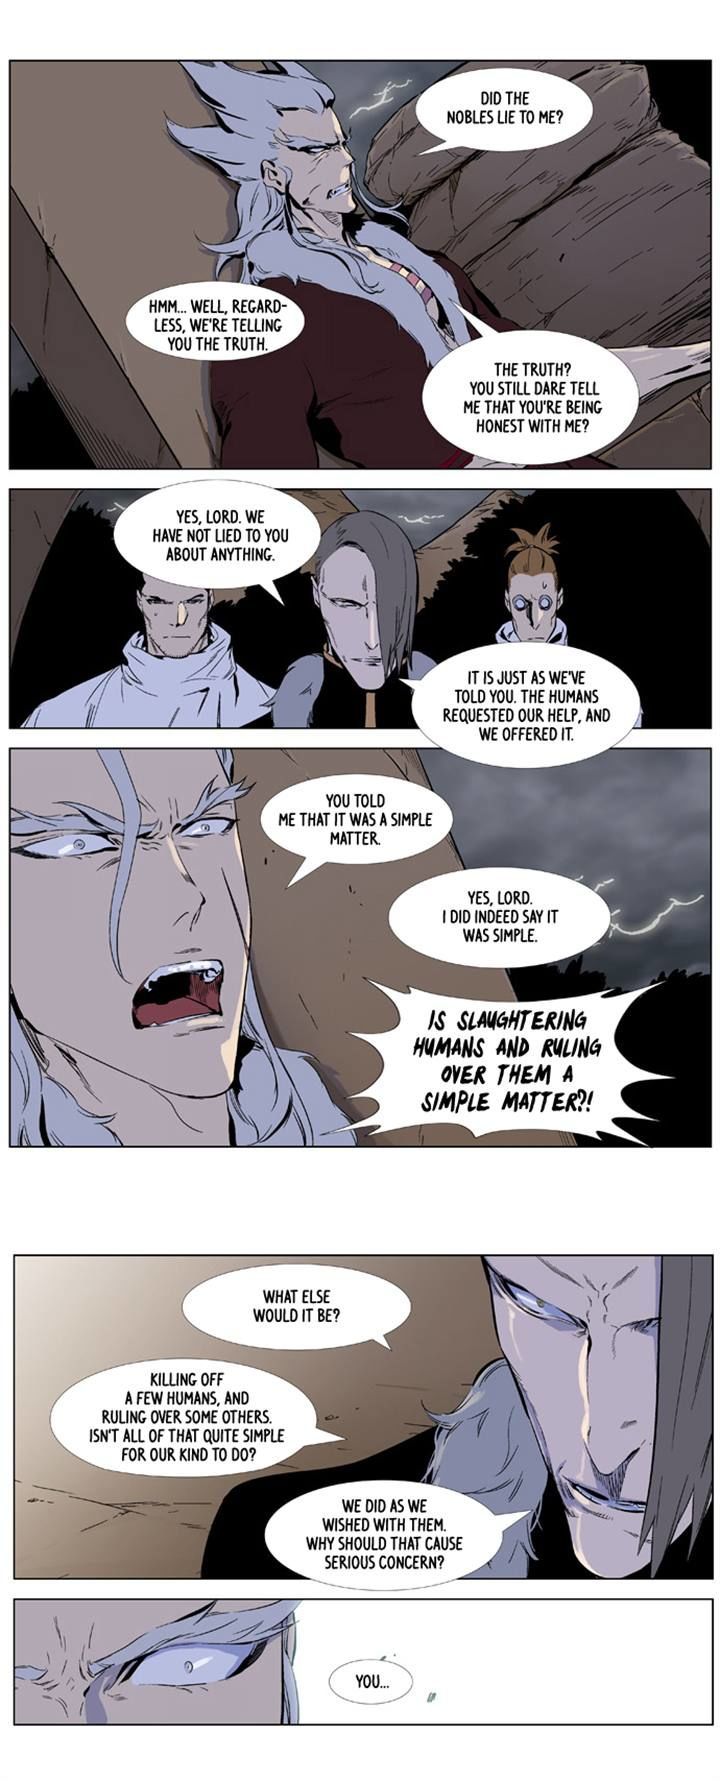 DID THE
NOBLES LIE TO ME?
HMM... WELL, REGARD-
LESS, WE'RE TELLING
YOU THE TRUTH.
THE TRUTH?
YOU STILL DARE TELL
ME THAT YOU'RE BEING
HONEST WITH ME?
YES, LORD. WE
HAVE NOT LIED TO YOU
ABOUT ANYTHING.
IT IS JUST AS WE'VE
TOLD YOU. THE HUMANS
REQUESTED OUR HELP, AND
WE OFFERED IT.
YOU TOLD
ME THAT IT WAS A SIMPLE
MATTER.
YES, LORD.
I DID INDEED SAY IT
WAS SIMPLE.
IS SLAUGHTERING
HUMANS AND RULING
OVER THEM A
SIMPLE MATTER?!
WHAT ELSE
WOULD IT BE?
KILLING OFF
A FEW HUMANS, AND
RULING OVER SOME OTHERS.
ISN'T ALL OF THAT QUITE SIMPLE
FOR OUR KIND TO DO?
WE DID AS WE
WISHED WITH THEM.
WHY SHOULD THAT CAUSE
SERIOUS CONCERN?
YOU...